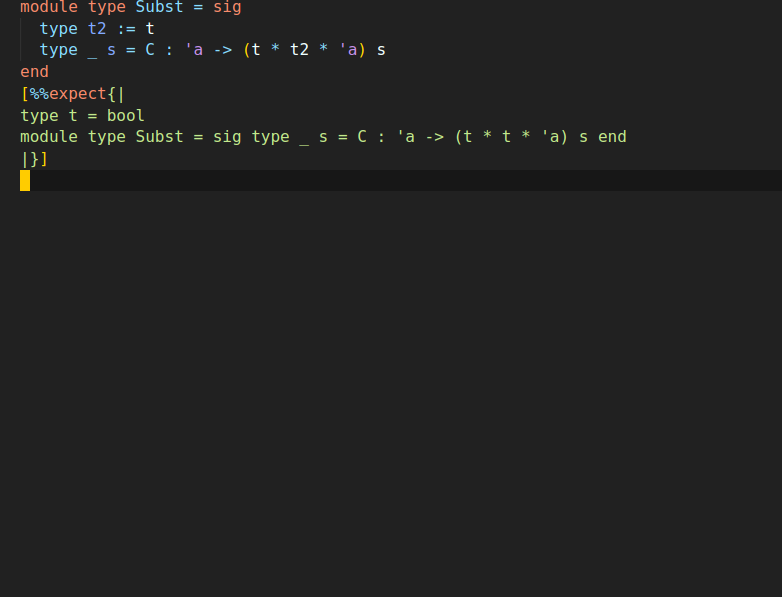 module type Subst = sig
  type t2 := t
  type _ s = C : 'a -> (t * t2 * 'a) s
end
[%%expect{|
type t = bool
module type Subst = sig type _ s = C : 'a -> (t * t * 'a) s end
|}]